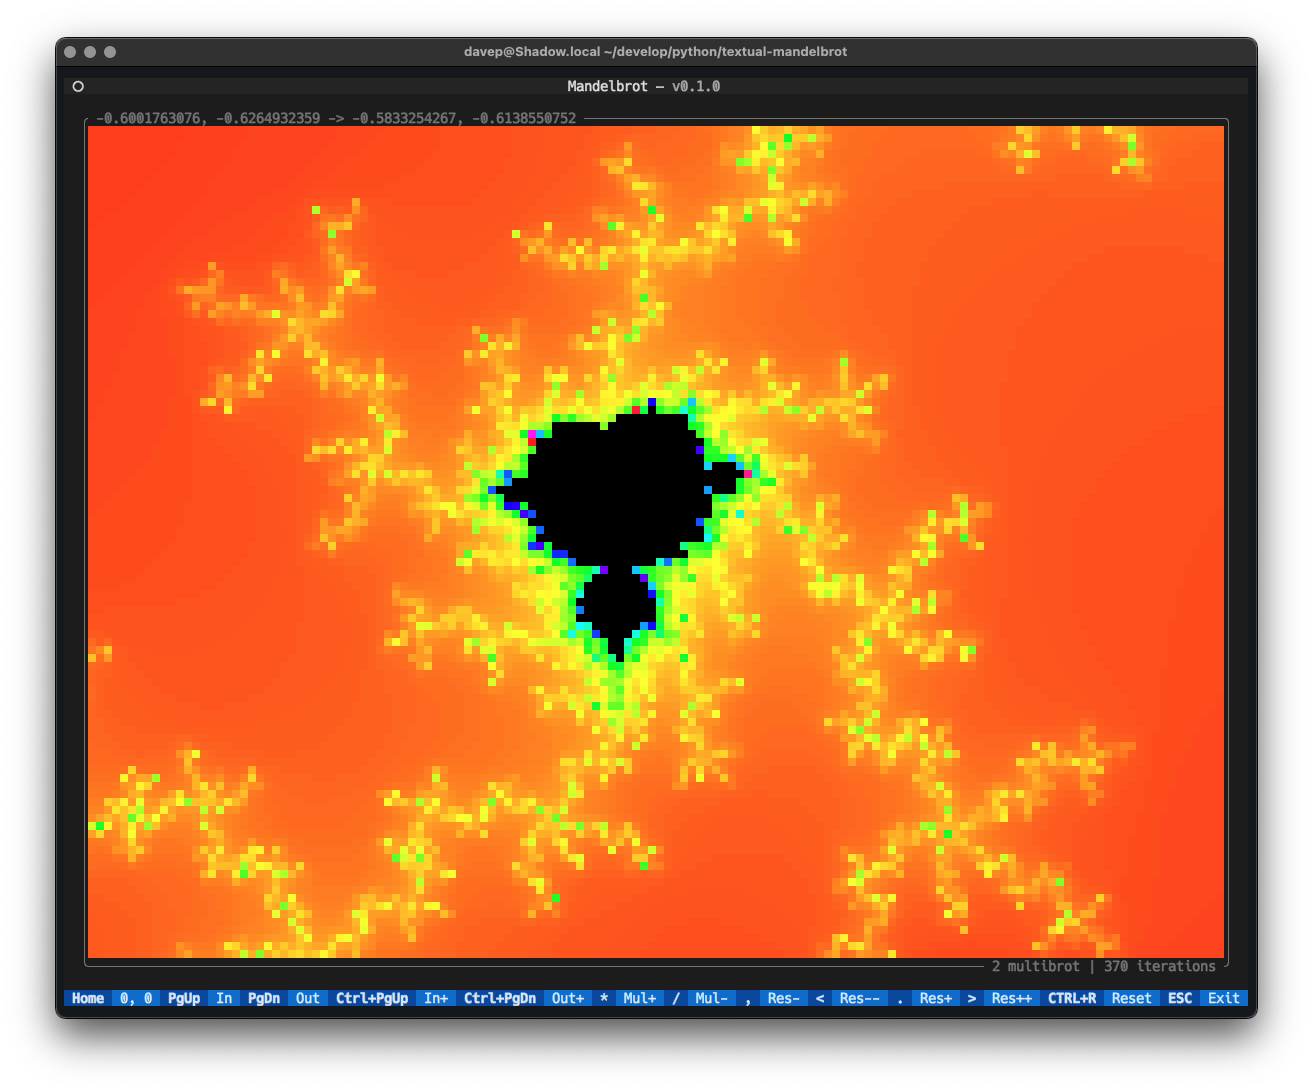 davep@Shadow.local ~/develop/python/textual-mandelbrot
Mandelbrot — v0.1.0
-0.6001763076, -0.6264932359 -> -0.5833254267, -0.6138550752
2 multibrot | 370 iterations
Home 0, 0 PgUp In PgDn Out Ctrl+PgUp In+ Ctrl+PgDn Out+ * Mul+ / Mul- , Res- < Res-- . Res+ > Res++ CTRL+R Reset ESC Exit